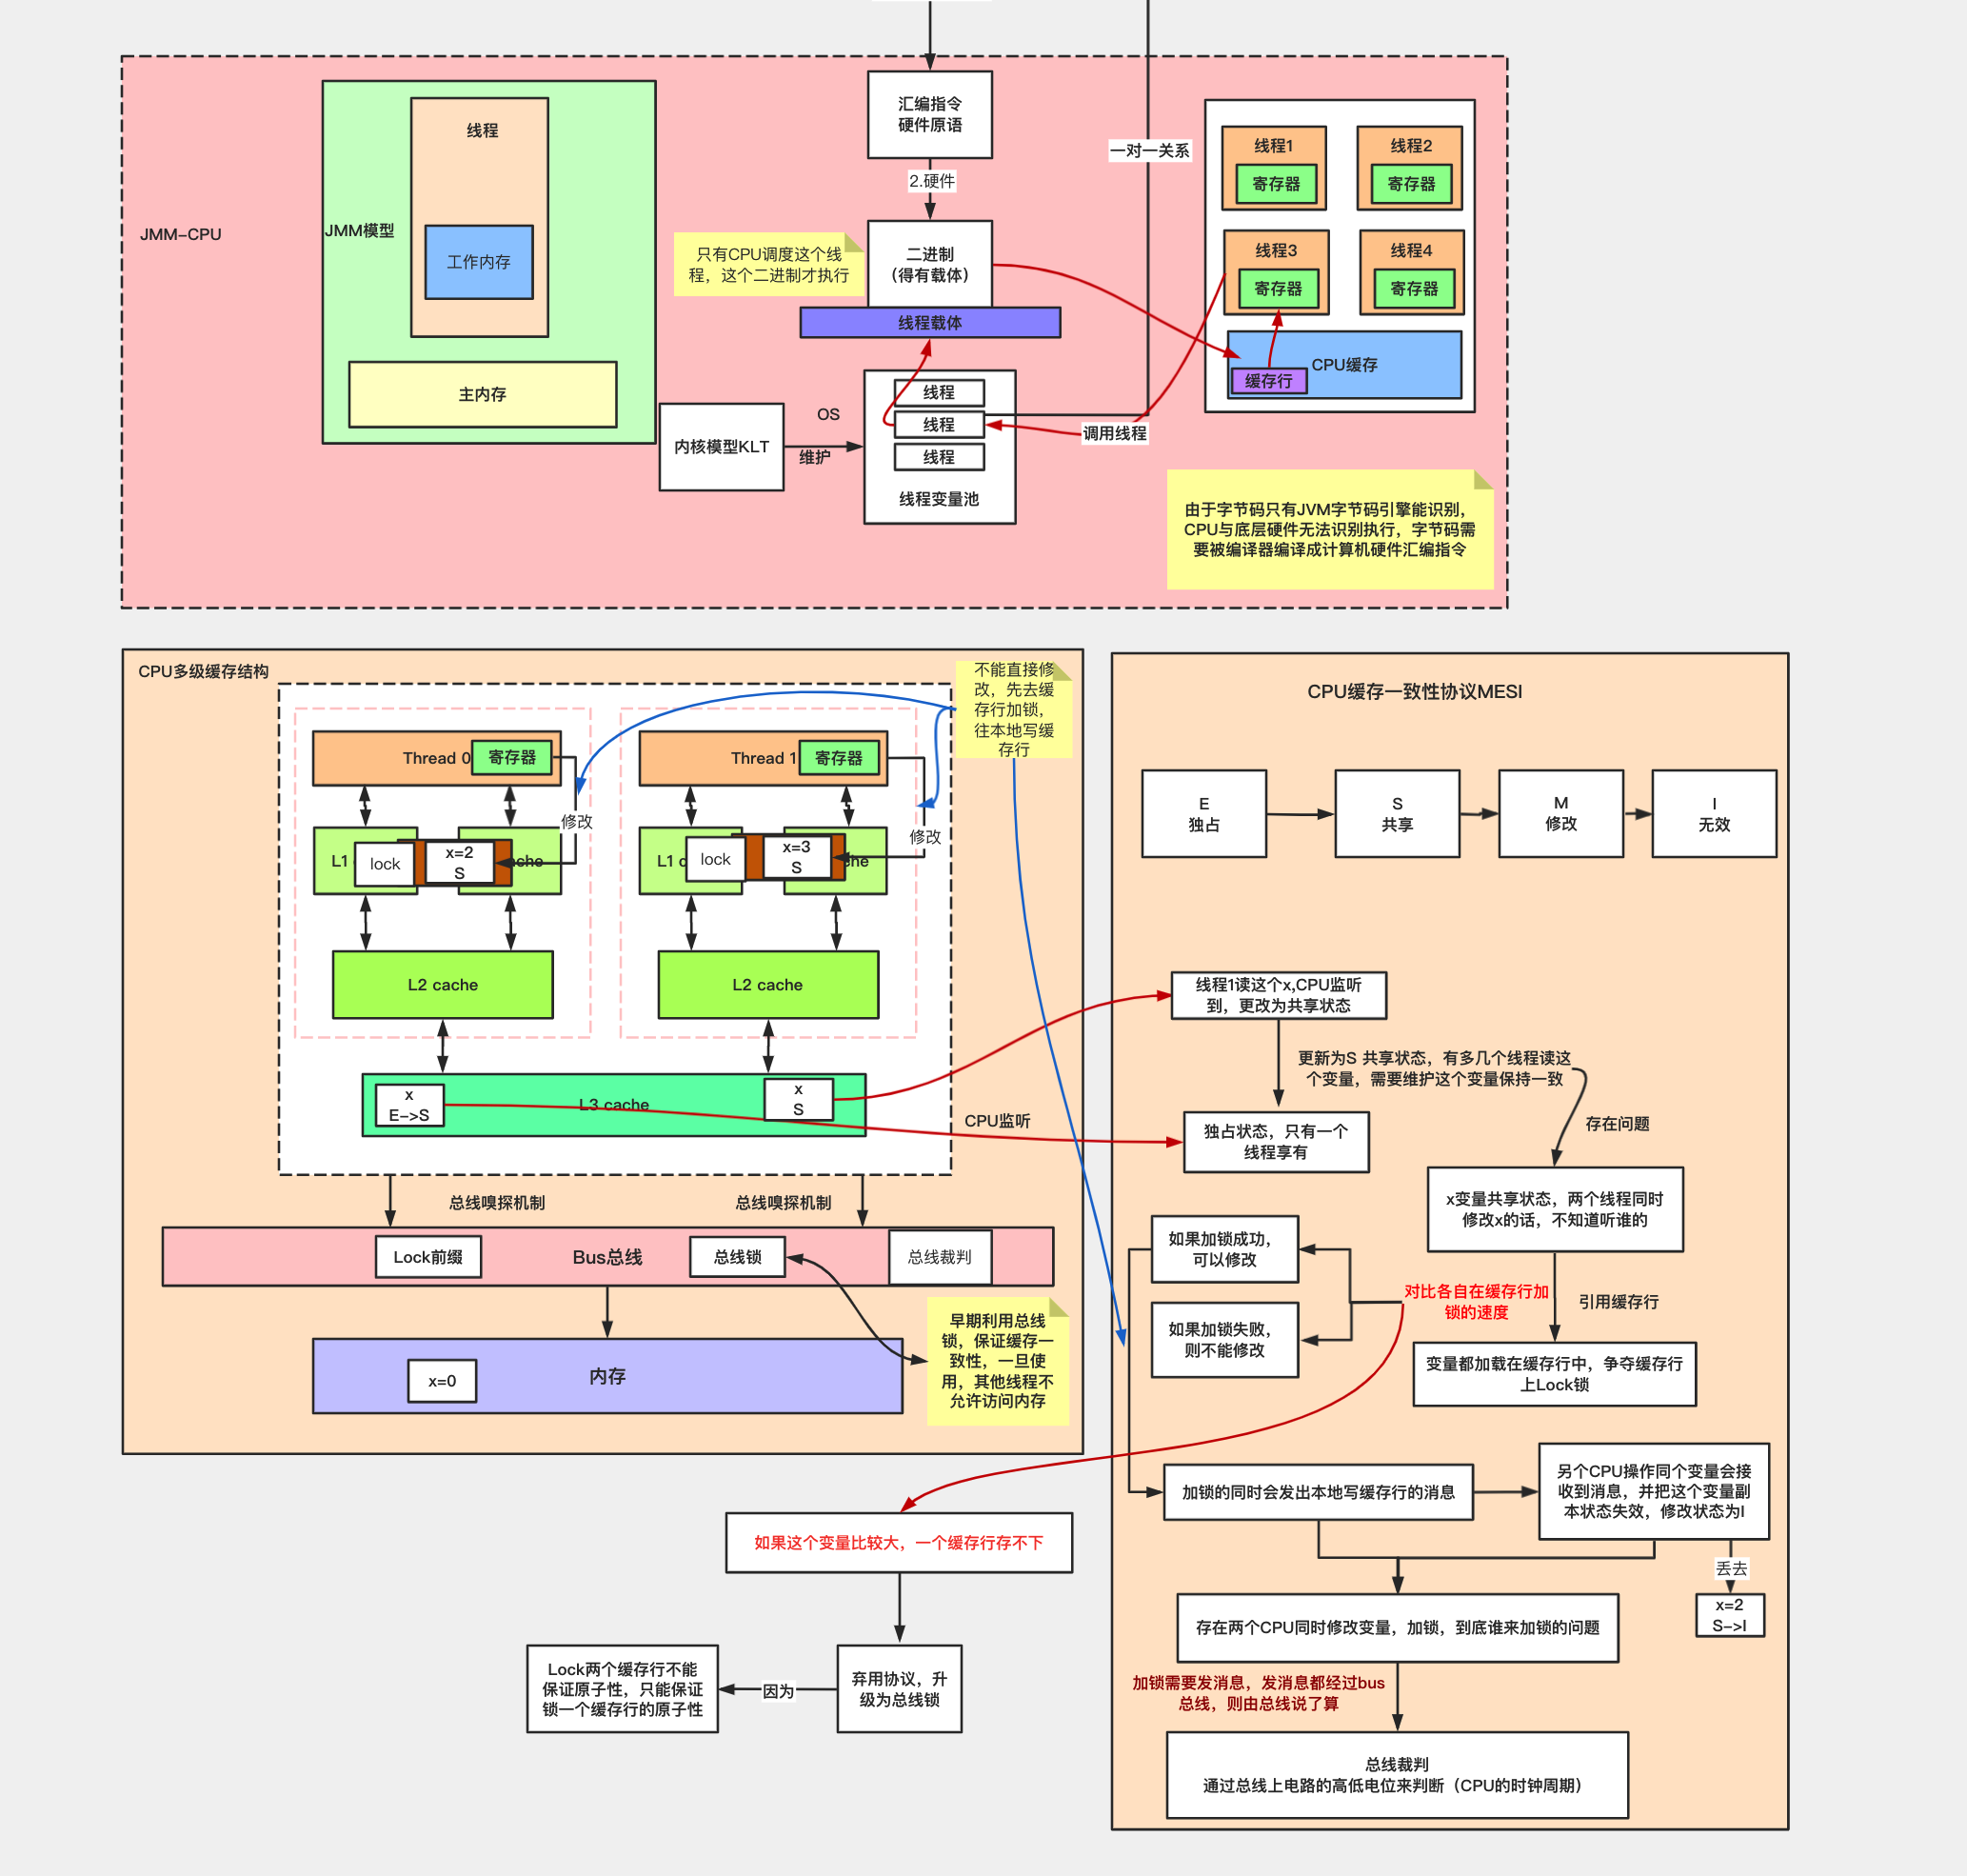 汇编指令
硬件原语
2.硬件
一对一关系
JMM-CPU
JMM模型
线程
工作内存
主内存
只有CPU调度这个线
程，这个二进制才执行
二进制
（得有载体）
线程载体
线程
线程
线程
线程变量池
内核模型KLT
OS
维护
调用线程
线程1
寄存器
线程2
寄存器
线程3
寄存器
线程4
寄存器
CPU缓存
缓存行
由于字节码只有JVM字节码引擎能识别，
CPU与底层硬件无法识别执行，字节码需
要被编译器编译成计算机硬件汇编指令
CPU多级缓存结构
不能直接修
改，先去缓
存行加锁，
往本地写缓
存行
Thread 0
寄存器
Thread 1
寄存器
修改
修改
L1
lock
x=2
S
che
L1 c
lock
x=3
S
he
L2 cache
L2 cache
x
E->S
L3 cache
x
S
CPU监听
总线嗅探机制
总线嗅探机制
Lock前缀
Bus总线
总线锁
总线裁判
x=0
内存
早期利用总线
锁，保证缓存一
致性，一旦使
用，其他线程不
允许访问内存
如果这个变量比较大，一个缓存行存不下
Lock两个缓存行不能
保证原子性，只能保证
锁一个缓存行的原子性
因为
弃用协议，升
级为总线锁
CPU缓存一致性协议MESI
E
独占
S
共享
M
修改
I
无效
线程1读这个x,CPU监听
到，更改为共享状态
更新为S 共享状态，有多几个线程读这
个变量，需要维护这个变量保持一致
存在问题
独占状态，只有一个
线程享有
x变量共享状态，两个线程同时
修改x的话，不知道听谁的
如果加锁成功，
可以修改
如果加锁失败，
则不能修改
对比各自在缓存行加
锁的速度
引用缓存行
变量都加载在缓存行中，争夺缓存行
上Lock锁
加锁的同时会发出本地写缓存行的消息
另个CPU操作同个变量会接
收到消息，并把这个变量副
本状态失效，修改状态为I
丢去
x=2
S->I
存在两个CPU同时修改变量，加锁，到底谁来加锁的问题
加锁需要发消息，发消息都经过bus
总线，则由总线说了算
总线裁判
通过总线上电路的高低电位来判断（CPU的时钟周期）